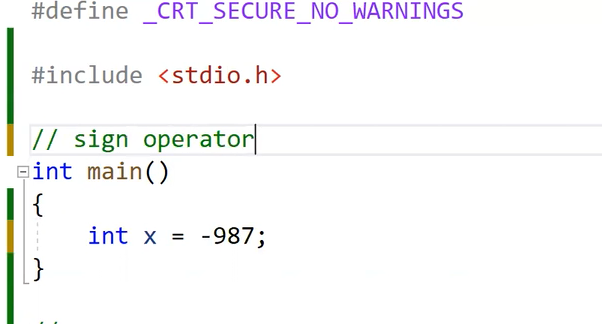 #define _CRT_SECURE_NO_WARNINGS
#include <stdio.h>
// sign operator
int main()
{
int x = -987;
}